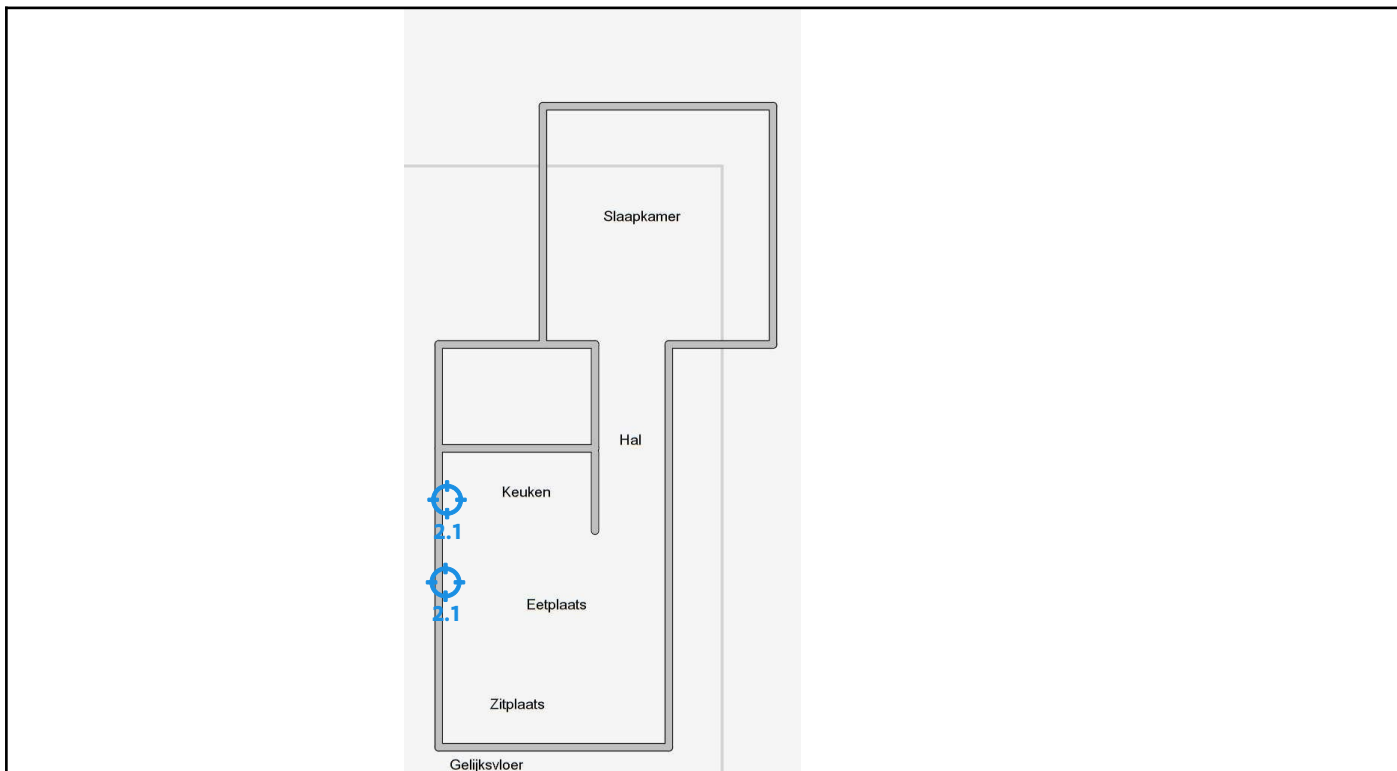 Slaapkamer
Hal
Keuken
2.1
Eetplaats
2.1
Zitplaats
Gelijksvloer